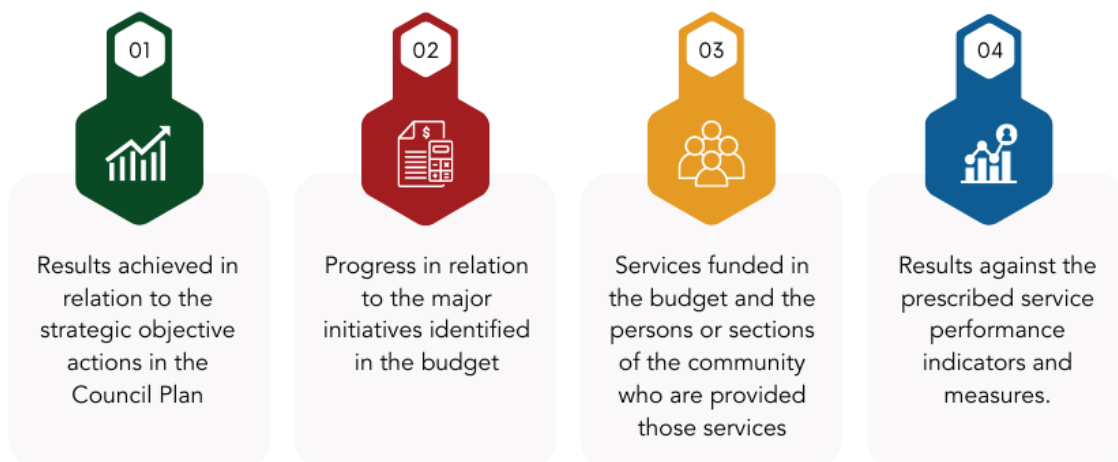 01
Results achieved in
relation to the
strategic objective
actions in the
Council Plan
02
$
Progress in relation
to the major
initiatives identified
in the budget
03
Services funded in
the budget and the
persons or sections
of the community
who are provided
those services
04
Results against the
prescribed service
performance
indicators and
measures.